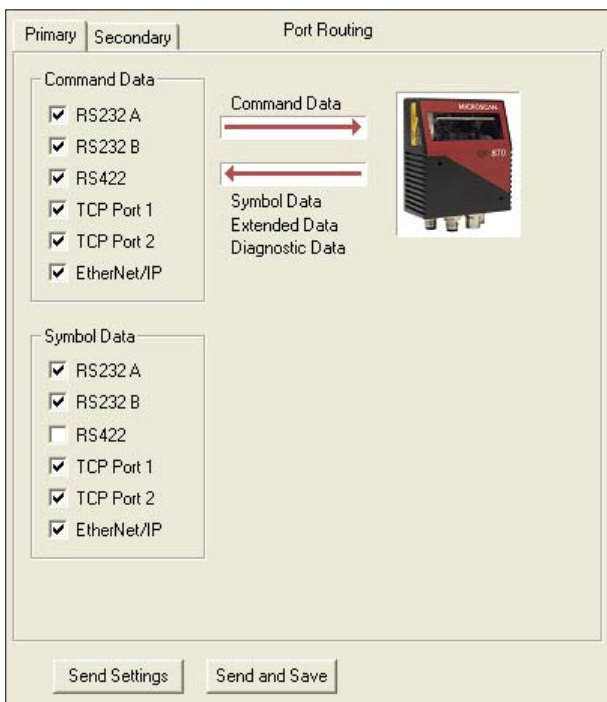 Primary
Secondary
Port Routing
Command Data
RS232 A
RS232 B
RS422
TCP Port 1
TCP Port 2
EtherNet/IP
Command Data
Symbol Data
Extended Data
Diagnostic Data
MICROSCAN
Symbol Data
RS232 A
RS232 B
RS422
TCP Port 1
TCP Port 2
EtherNet/IP
Send Settings
Send and Save